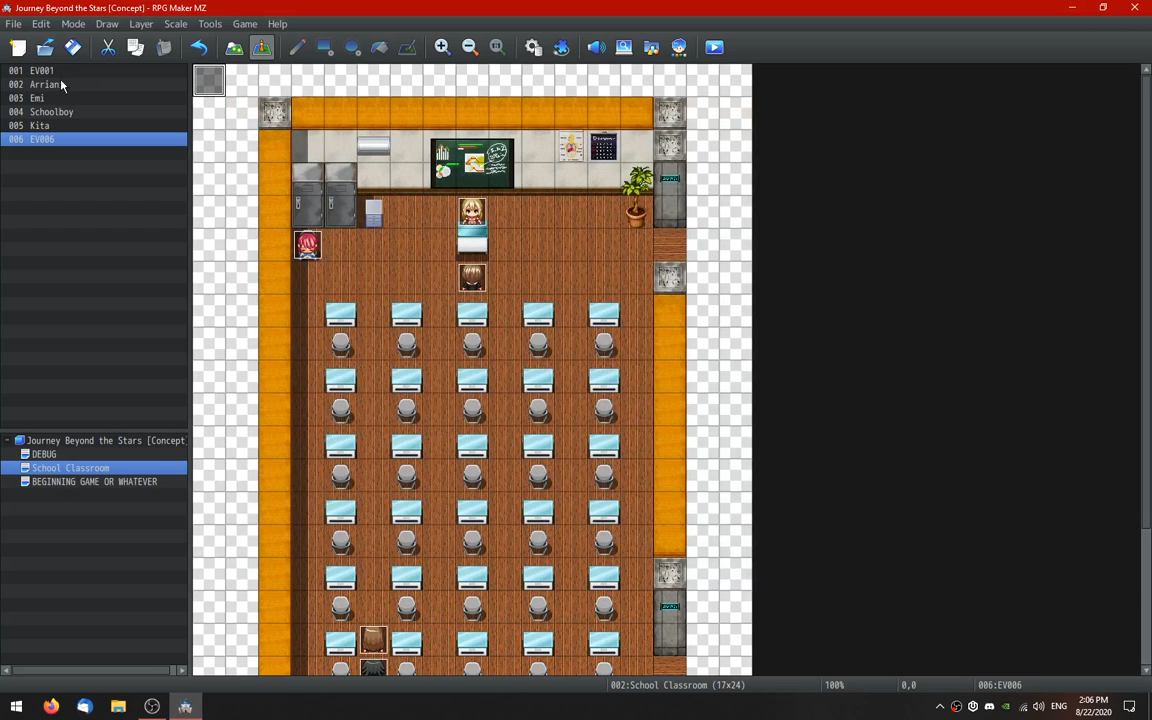 Journey Beyond the Stars [Concept] - RPG Maker MZ
File Edit Mode Draw Layer Scale Tools Game Help
001 EV001
002 Arrian
003 Emi
004 Schoolboy
005 Kita
006 EV006
Journey Beyond the Stars [Concept
DEBUG
School Classroom
BEGINNING GAME OR WHATEVER
002:School Classroom (17x24) 100% 0,0 006:EV006
ENG
2:06 PM
8/22/2020